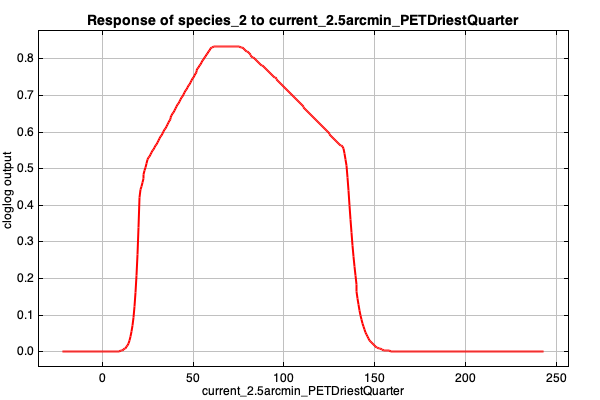 Response of species_2 to current_2.5arcmin_PETDriestQuarter
cloglog output
0.8
0.7
0.6
0.5
0.4
0.3
0.2
0.1
0.0
0 50 100 150 200 250
current_2.5arcmin_PETDriestQuarter